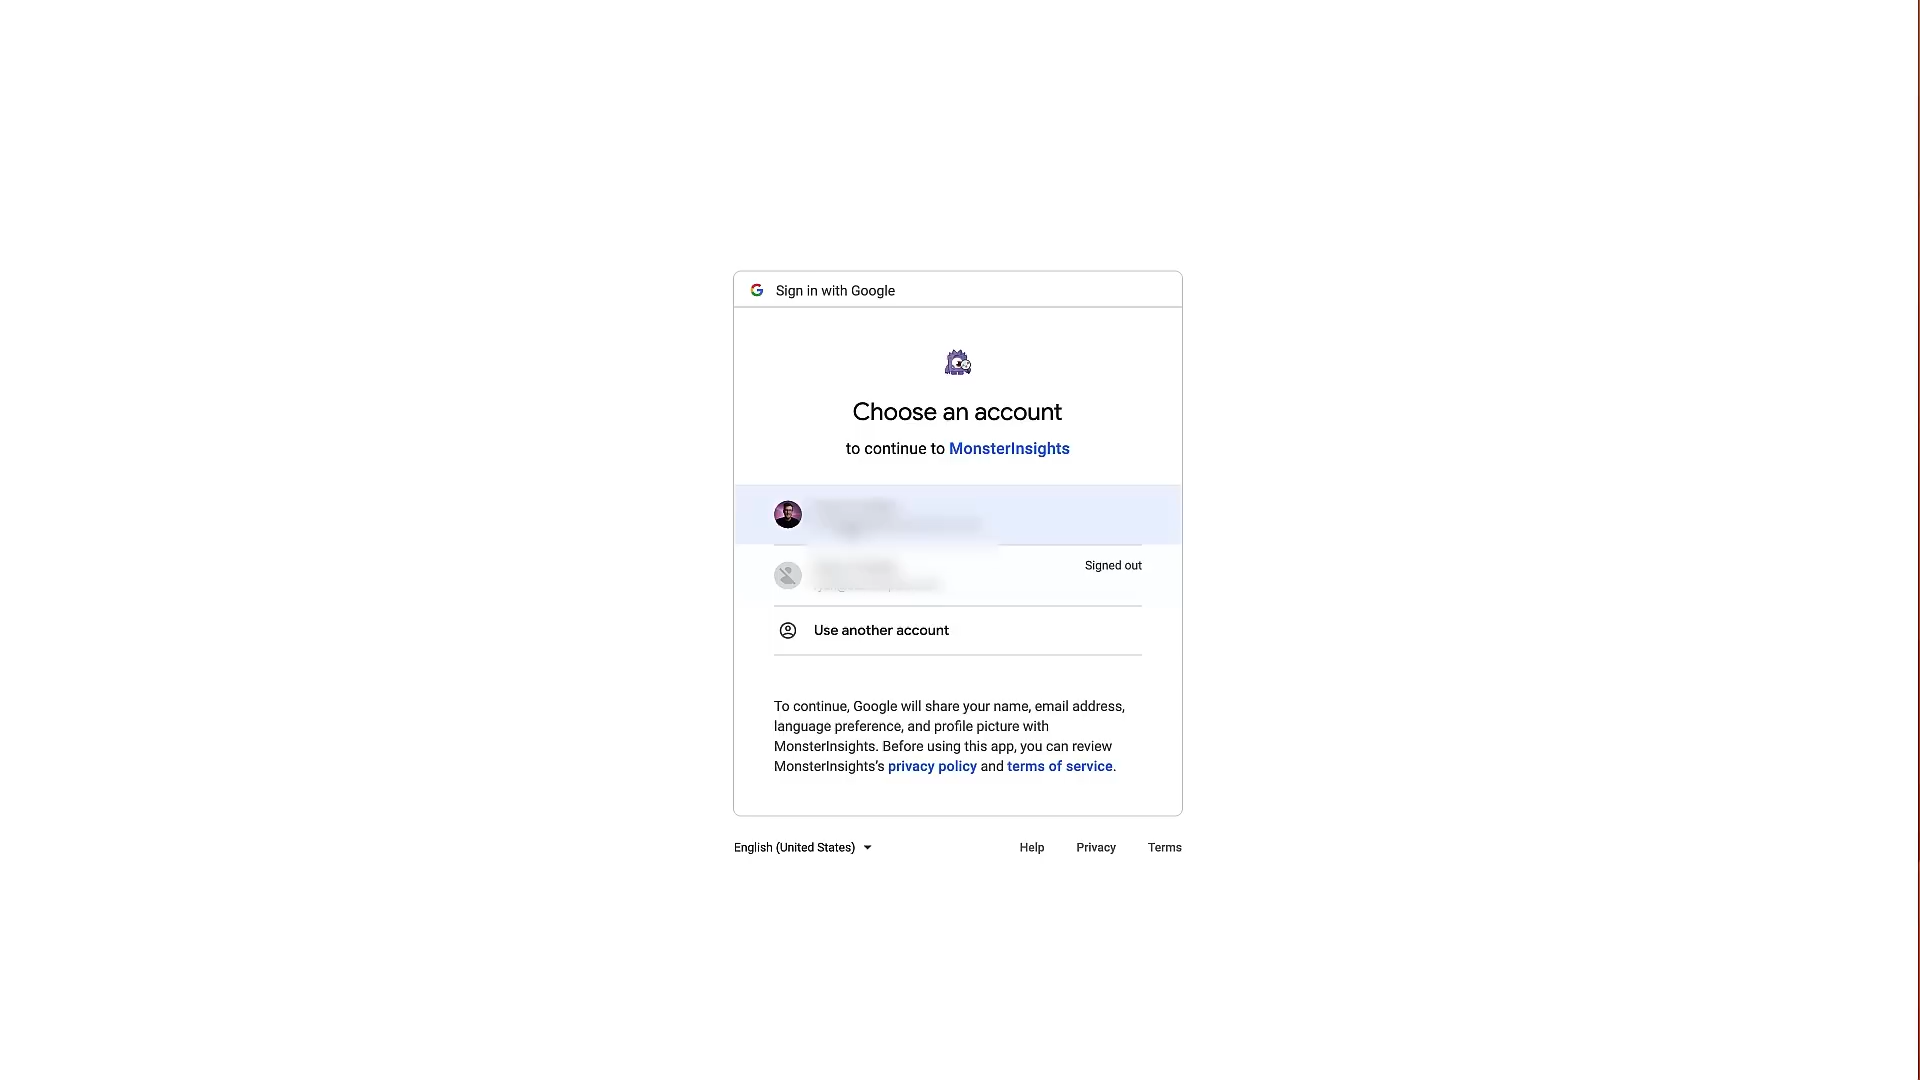 Sign in with Google
Choose an account
to continue to MonsterInsights
Signed out
Use another account
To continue, Google will share your name, email address,
language preference, and profile picture with
MonsterInsights. Before using this app, you can review
MonsterInsights's privacy policy and terms of service.
English (United States)
Help
Privacy
Terms